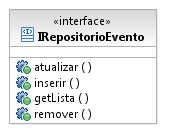 «interface»
IRepositorioEvento
atualizar ( )
inserir ( )
getLista ( )
remover ( )